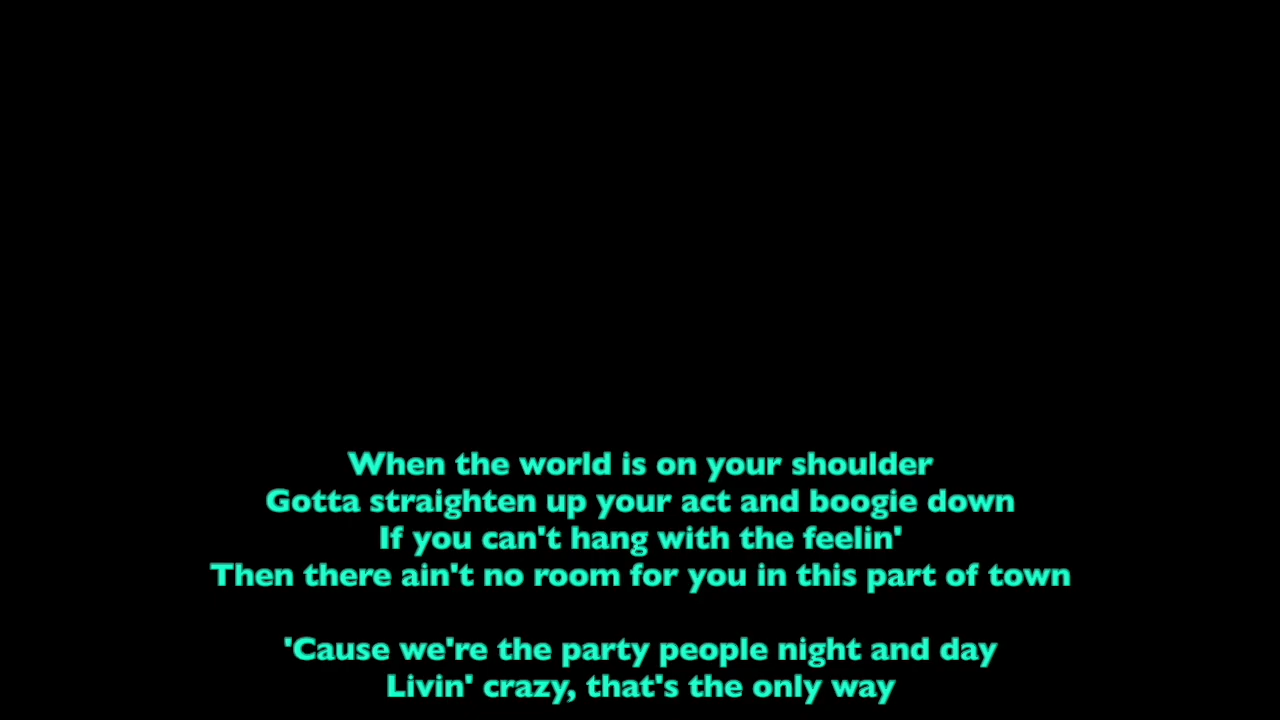 When the world is on your shoulder
Gotta straighten up your act and boogie down
If you can't hang with the feelin'
Then there ain't no room for you in this part of town
'Cause we're the party people night and day
Livin' crazy, that's the only way